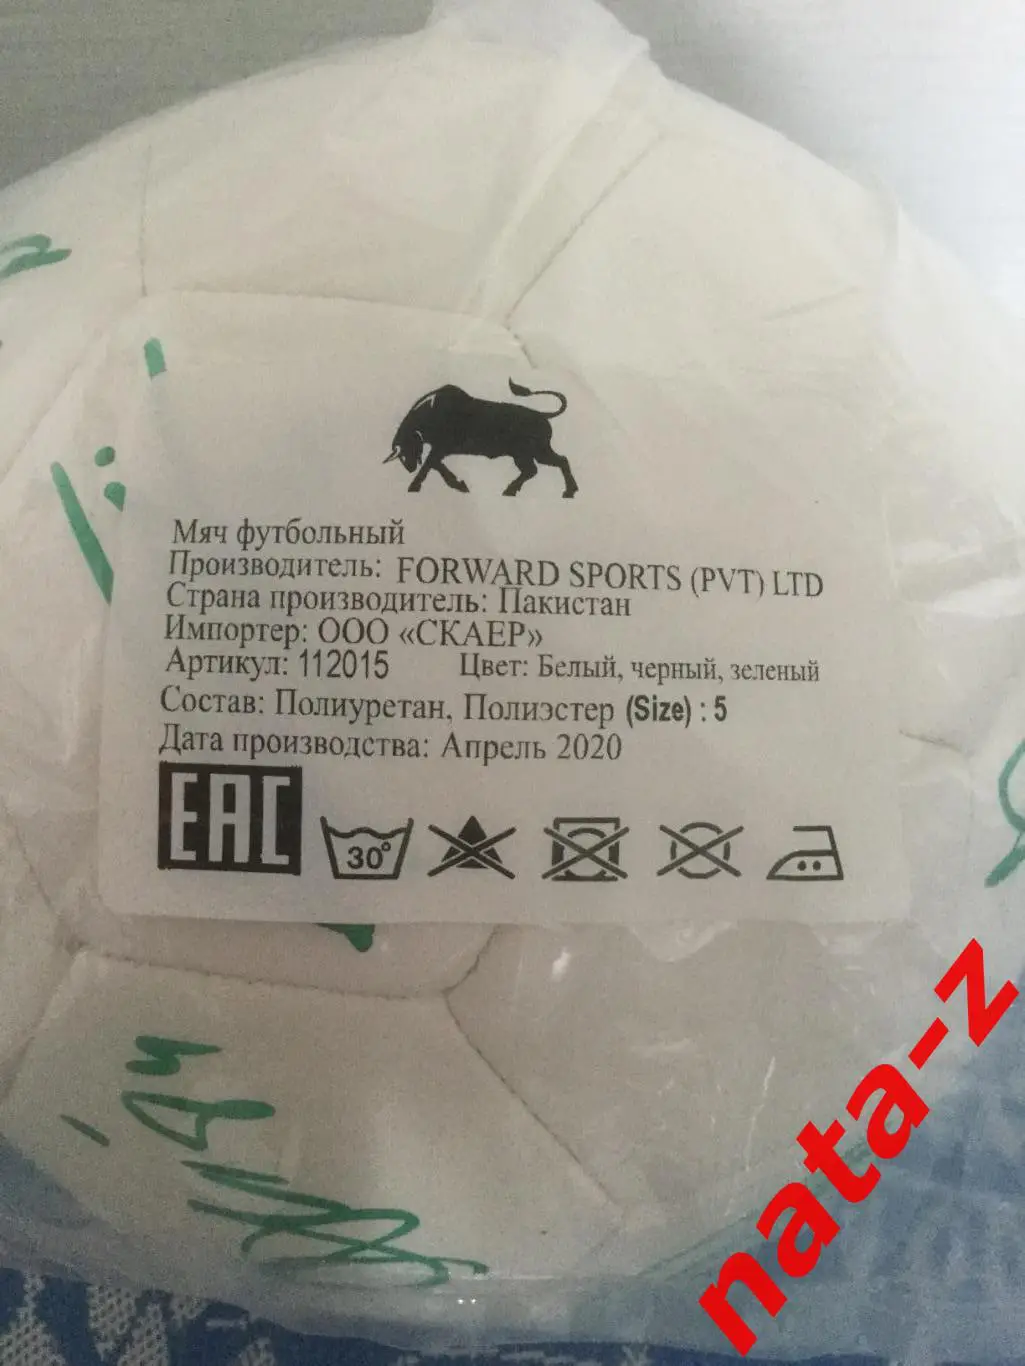 Мяч футбольный
Производитель: FORWARD SPORTS (PVT) LTD
Страна производитель: Пакистан
Импортер: ООО «СКАЕР»
Артикул: 112015 Цвет: Белый, черный, зеленый
Состав: Полиуретан, Полиэстер (Size) : 5
Дата производства: Апрель 2020
EAC 30°
nata-z